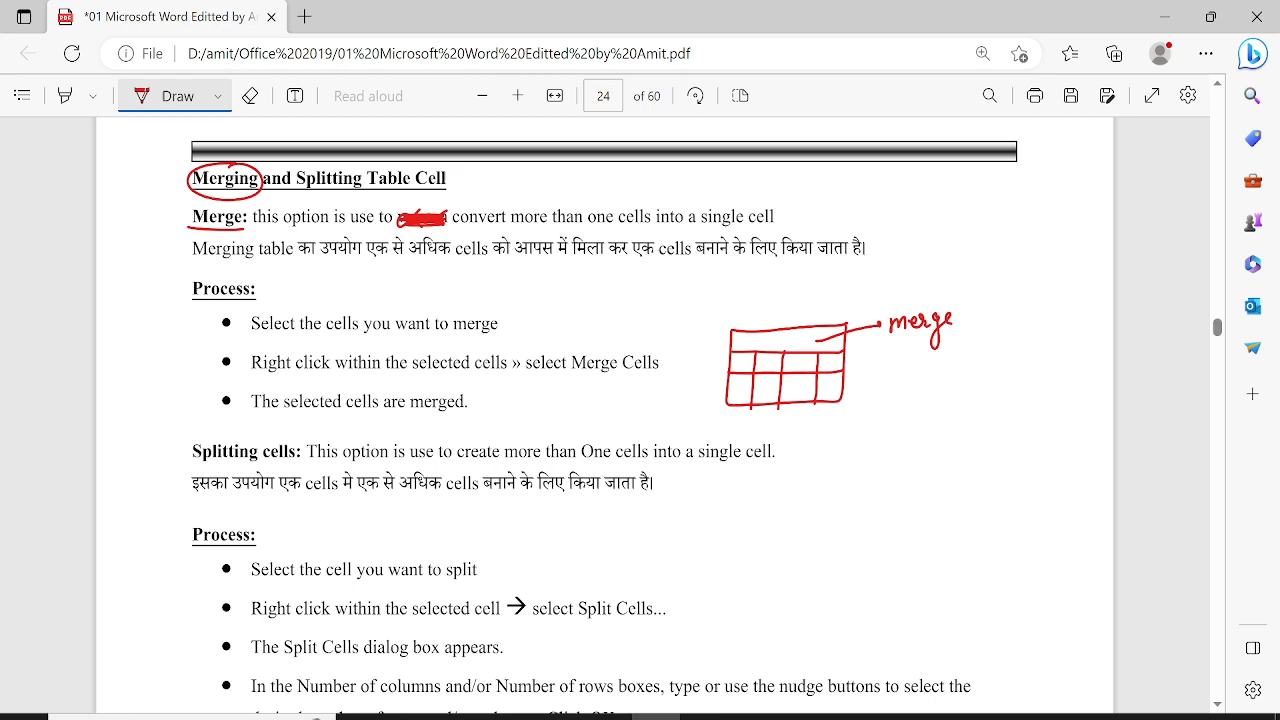 *01 Microsoft Word Editted by A
File D:/amit/Office%202019/01%20Microsoft%20Word%20Editted%20by%20Amit.pdf
Draw Read aloud 24 of 60
Merging and Splitting Table Cell
Merge: this option is use to convert more than one cells into a single cell
Merging table का उपयोग एक से अधिक cells को आपस में मिला कर एक cells बनाने के लिए किया जाता है।
Process:
• Select the cells you want to merge
merge
• Right click within the selected cells » select Merge Cells
• The selected cells are merged.
Splitting cells: This option is use to create more than One cells into a single cell.
इसका उपयोग एक cells मे एक से अधिक cells बनाने के लिए किया जाता है।
Process:
• Select the cell you want to split
• Right click within the selected cell → select Split Cells...
• The Split Cells dialog box appears.
• In the Number of columns and/or Number of rows boxes, type or use the nudge buttons to select the